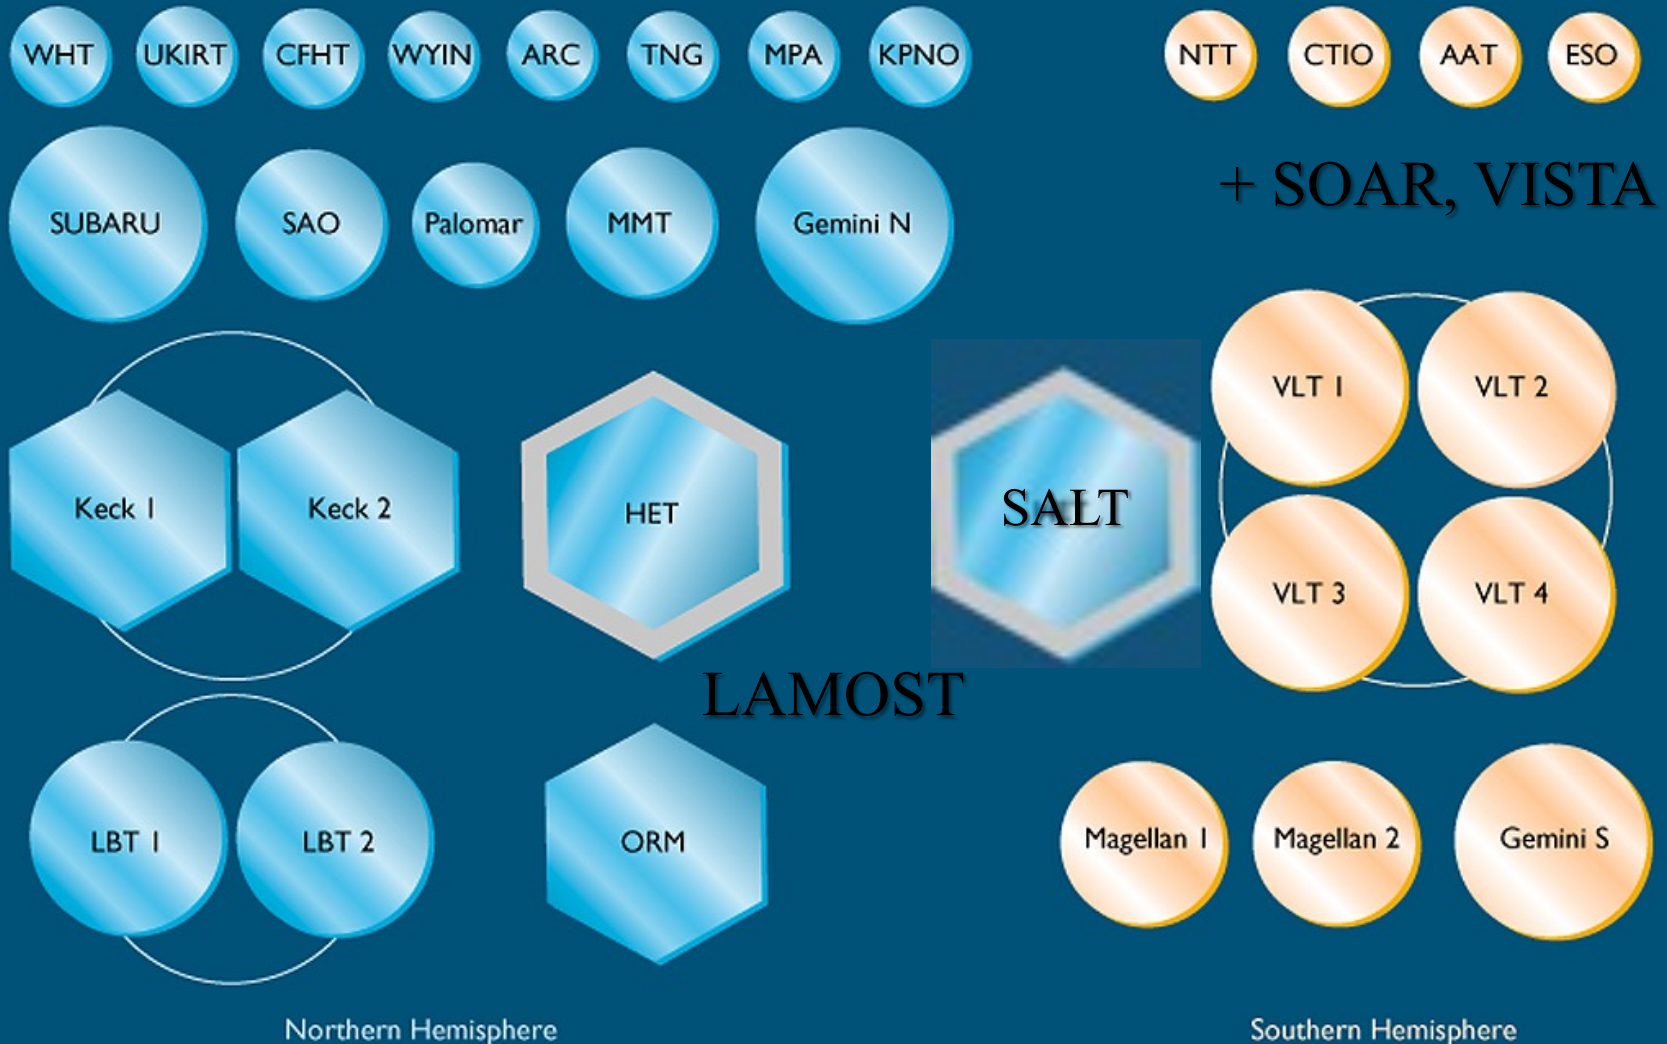 WHT UKIRT CFHT WYIN ARC TNG MPA KPNO NTT CTIO AAT ESO
+ SOAR, VISTA
SUBARU SAO Palomar MMT Gemini N
VLT 1 VLT 2
Keck 1 Keck 2 HET SALT
VLT 3 VLT 4
LAMOST
LBT 1 LBT 2 ORM Magellan 1 Magellan 2 Gemini S
Northern Hemisphere Southern Hemisphere